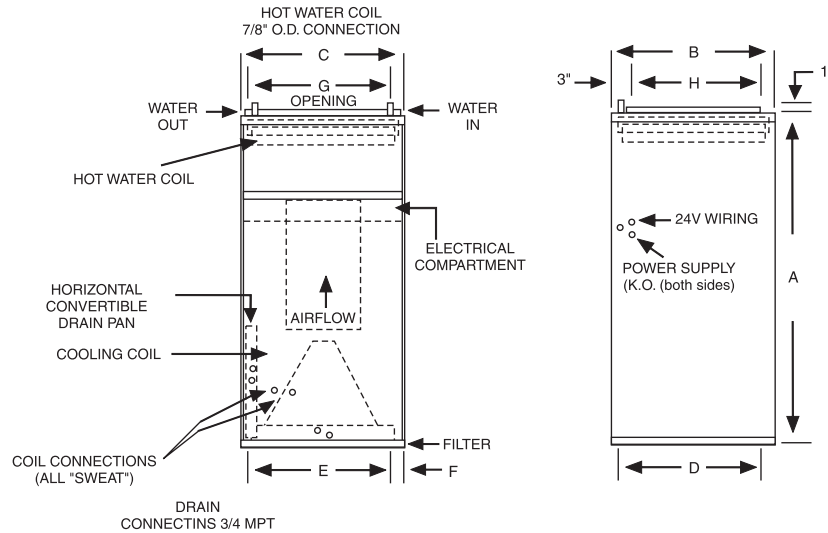 HOT WATER COIL
7/8" O.D. CONNECTION
C
G
OPENING
WATER
OUT
WATER
IN
HOT WATER COIL
ELECTRICAL
COMPARTMENT
HORIZONTAL
CONVERTIBLE
DRAIN PAN
AIRFLOW
COOLING COIL
COIL CONNECTIONS
(ALL "SWEAT")
FILTER
E
F
DRAIN
CONNECTINS 3/4 MPT
B
H
3"
1
24V WIRING
POWER SUPPLY
(K.O. (both sides)
A
D